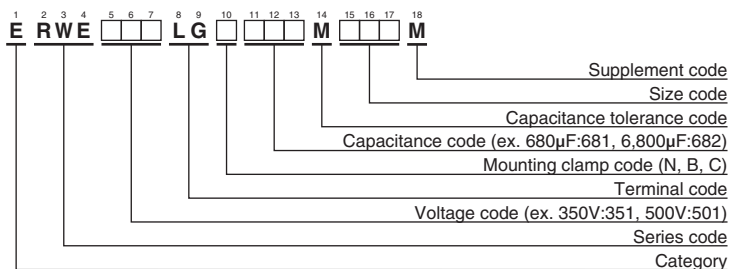 1 2 3 4 5 6 7 8 9 10 11 12 13 14 15 16 17 18
E RWE □□□ LG □ □□□ M □□□ M
Supplement code
Size code
Capacitance tolerance code
Capacitance code (ex. 680µF:681, 6,800µF:682)
Mounting clamp code (N, B, C)
Terminal code
Voltage code (ex. 350V:351, 500V:501)
Series code
Category